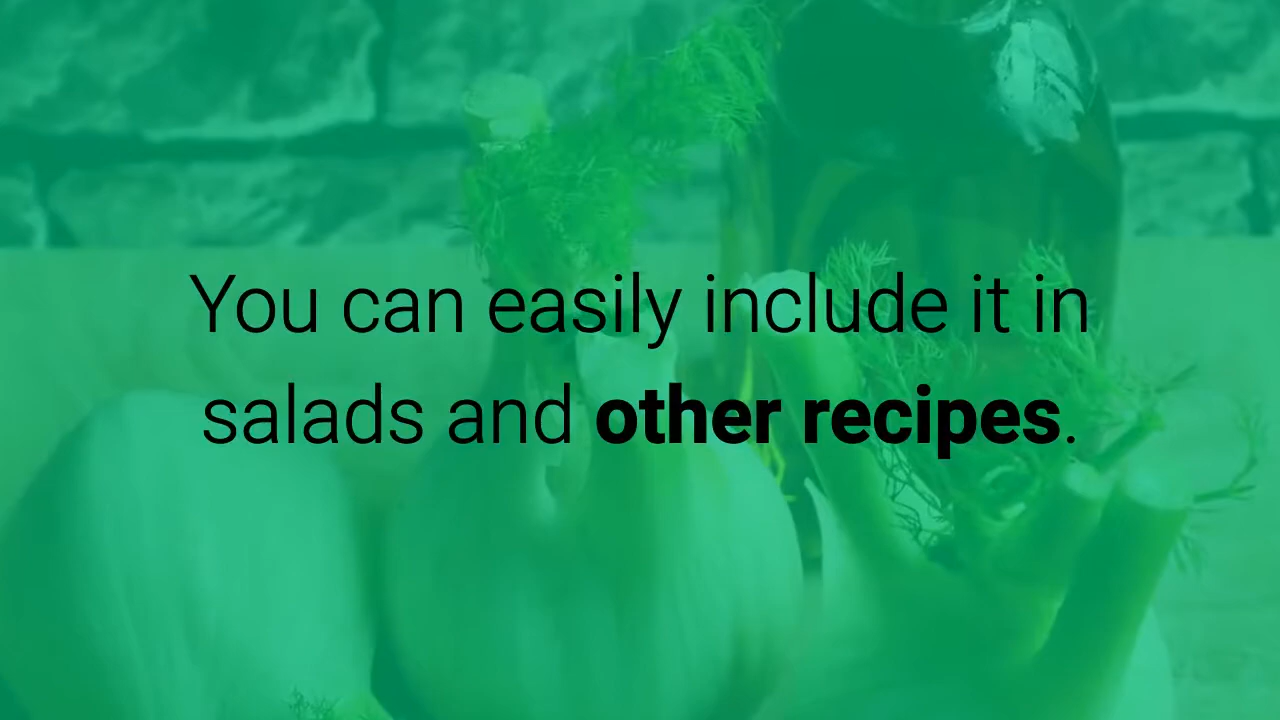 You can easily include it in
salads and other recipes.